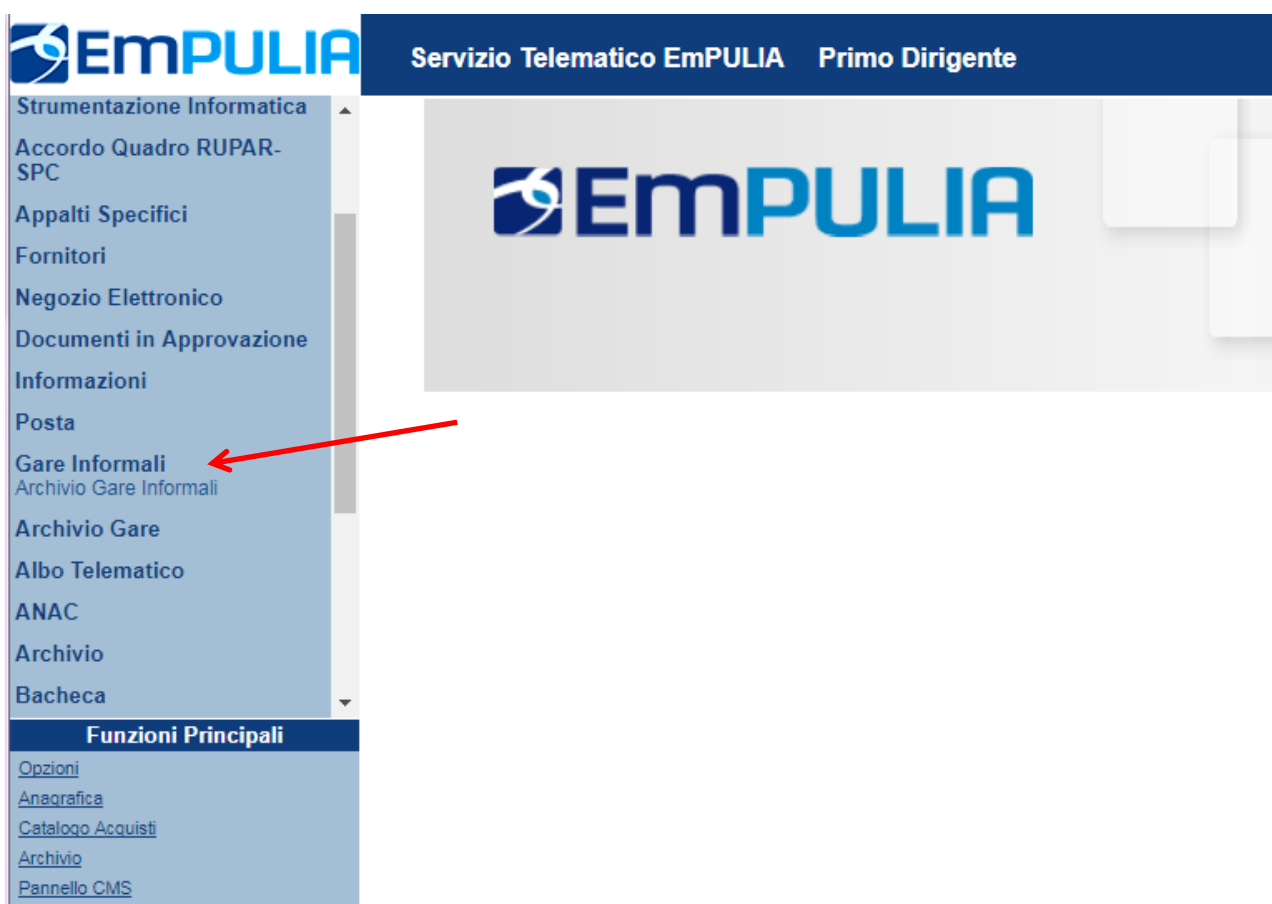 EmPULIA
Servizio Telematico EmPULIA Primo Dirigente
Strumentazione Informatica
Accordo Quadro RUPAR-
SPC
Appalti Specifici
Fornitori
Negozio Elettronico
Documenti in Approvazione
Informazioni
Posta
Gare Informali
Archivio Gare Informali
Archivio Gare
Albo Telematico
ANAC
Archivio
Bacheca
Funzioni Principali
Opzioni
Anagrafica
Catalogo Acquisti
Archivio
Pannello CMS
EmPULIA